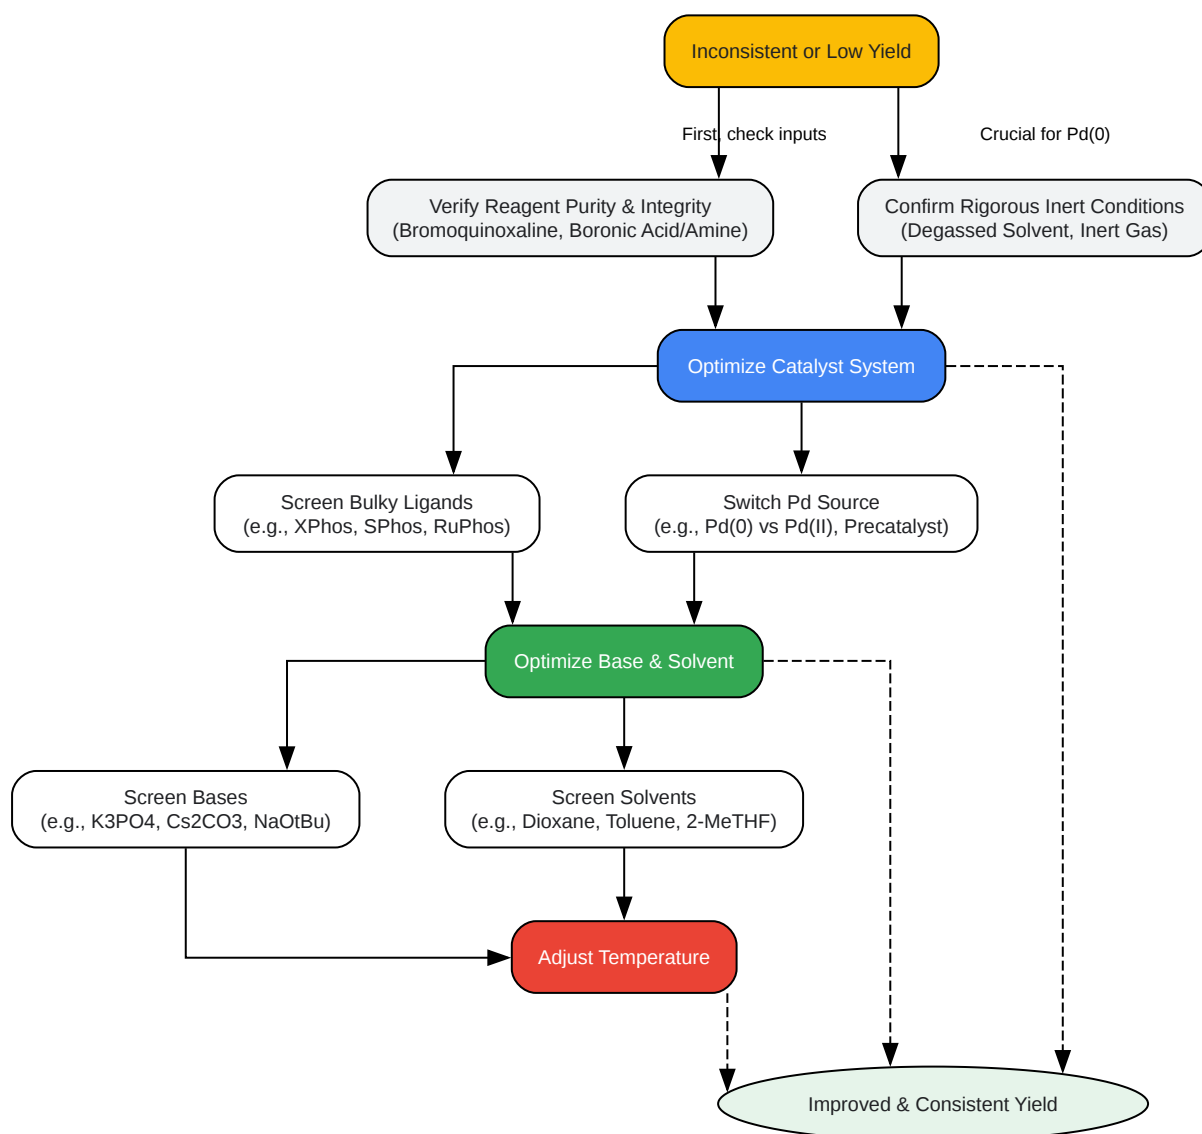 Inconsistent or Low Yield
First, check inputs
Crucial for Pd(0)
Verify Reagent Purity & Integrity
(Bromoquinoxaline, Boronic Acid/Amine)
Confirm Rigorous Inert Conditions
(Degassed Solvent, Inert Gas)
Optimize Catalyst System
Screen Bulky Ligands
(e.g., XPhos, SPhos, RuPhos)
Switch Pd Source
(e.g., Pd(0) vs Pd(II), Precatalyst)
Optimize Base & Solvent
Screen Bases
(e.g., K3PO4, Cs2CO3, NaOtBu)
Screen Solvents
(e.g., Dioxane, Toluene, 2-MeTHF)
Adjust Temperature
Improved & Consistent Yield